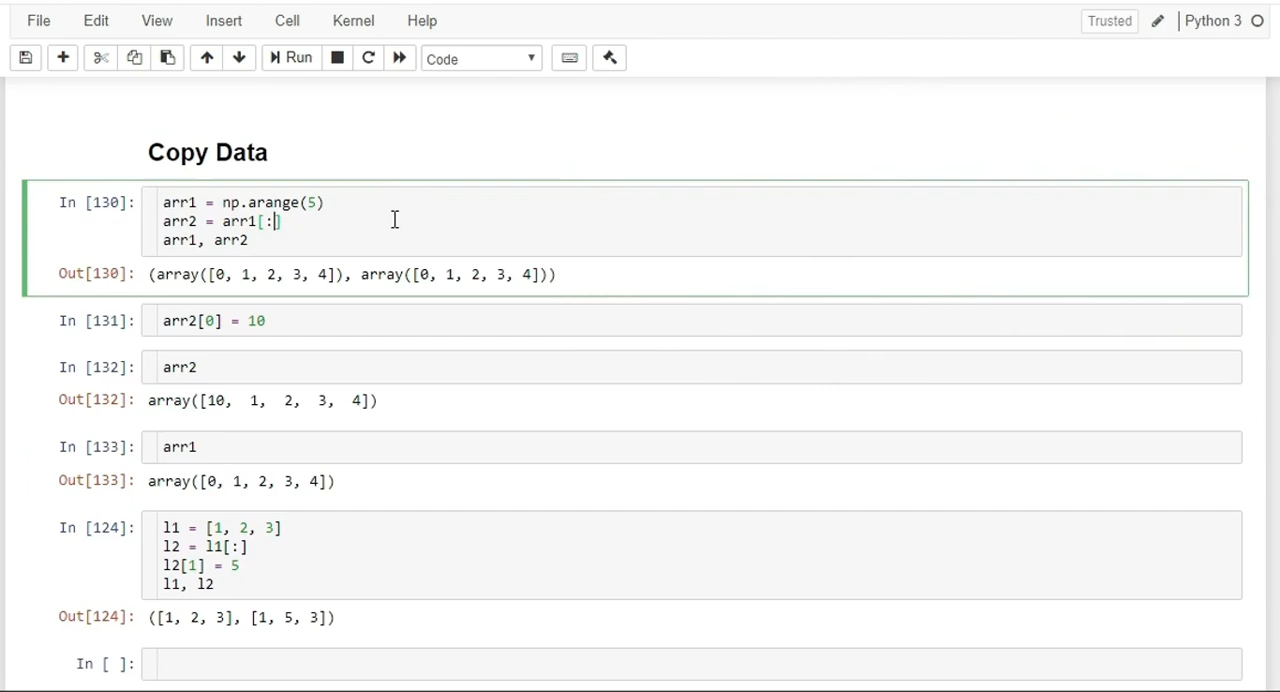 File Edit View Insert Cell Kernel Help Trusted Python 3
Run Code
Copy Data
In [130]: arr1 = np.arange(5)
arr2 = arr1[:]
arr1, arr2
Out[130]: (array([0, 1, 2, 3, 4]), array([0, 1, 2, 3, 4]))
In [131]: arr2[0] = 10
In [132]: arr2
Out[132]: array([10,  1,  2,  3,  4])
In [133]: arr1
Out[133]: array([0, 1, 2, 3, 4])
In [124]: l1 = [1, 2, 3]
l2 = l1[:]
l2[1] = 5
l1, l2
Out[124]: ([1, 2, 3], [1, 5, 3])
In [ ]: